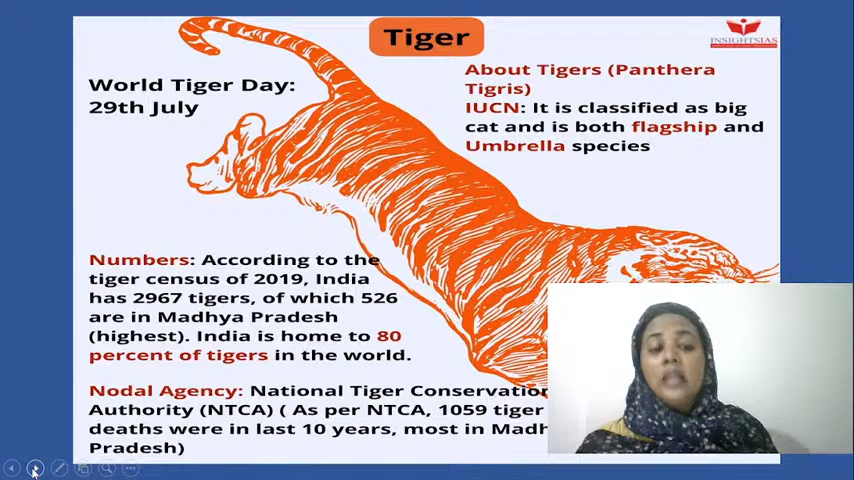 Tiger
INSIGHTSIAS
World Tiger Day:
29th July
About Tigers (Panthera
Tigris)
IUCN: It is classified as big
cat and is both flagship and
Umbrella species
Numbers: According to the
tiger census of 2019, India
has 2967 tigers, of which 526
are in Madhya Pradesh
(highest). India is home to 80
percent of tigers in the world.
Nodal Agency: National Tiger Conservation
Authority (NTCA) ( As per NTCA, 1059 tiger
deaths were in last 10 years, most in Madh
Pradesh)